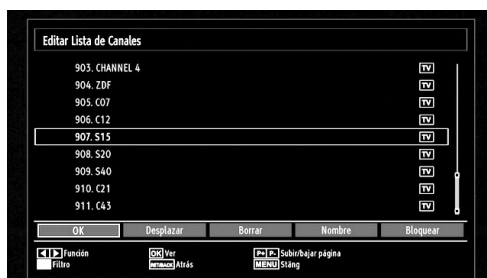 Editar Lista de Canales
903. CHANNEL 4 TV
904. ZDF TV
905. C07 TV
906. C12 TV
907. S15 TV
908. S20 TV
909. S40 TV
910. C21 TV
911. C43 TV
OK Desplazar Borrar Nombre Bloquear
Función OK Ver P+ P- Subir/bajar página
Filtro RET/BACK Atrás MENU Stäng